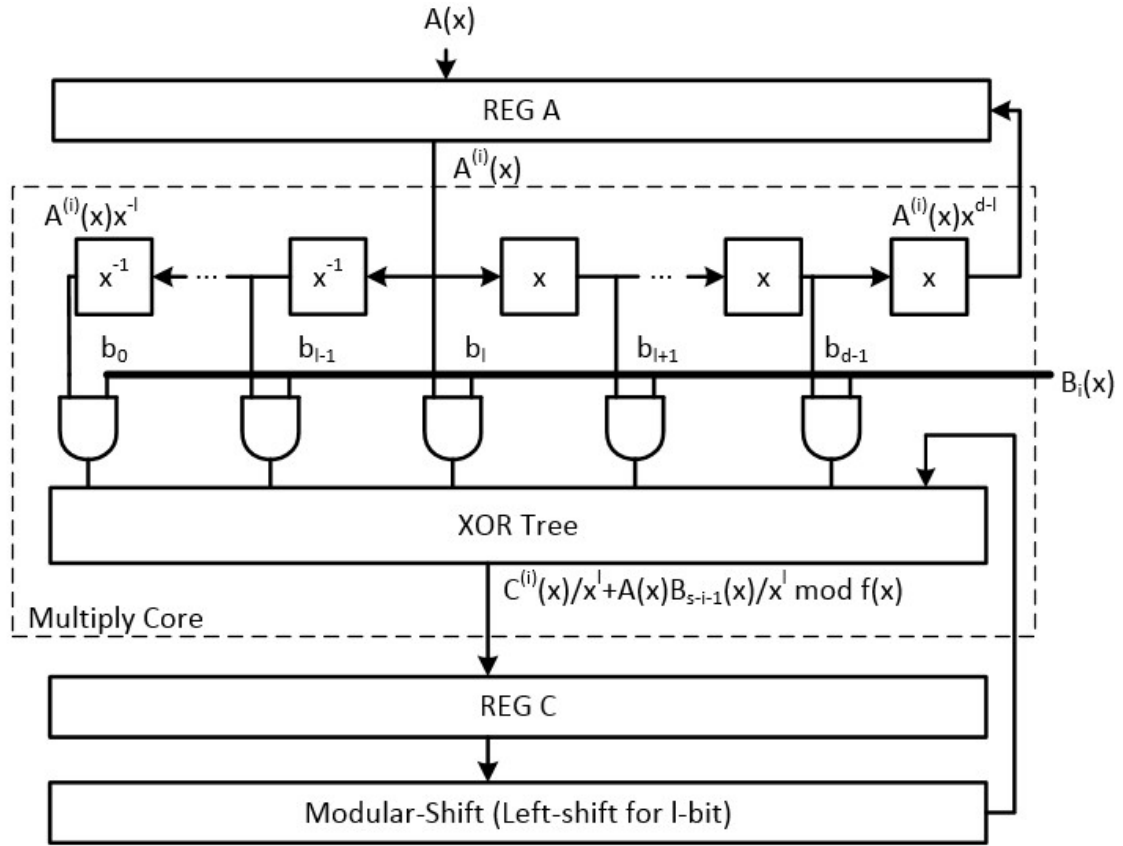 A(x)
REG A
A^(i)(x)
A^(i)(x)x^-l
A^(i)(x)x^d-l
x^-1
...
x^-1
x
...
x
x
b_0
b_l-1
b_l
b_l+1
b_d-1
B_i(x)
XOR Tree
C^(i)(x)/x^l+A(x)B_s-i-1(x)/x^l mod f(x)
Multiply Core
REG C
Modular-Shift (Left-shift for l-bit)